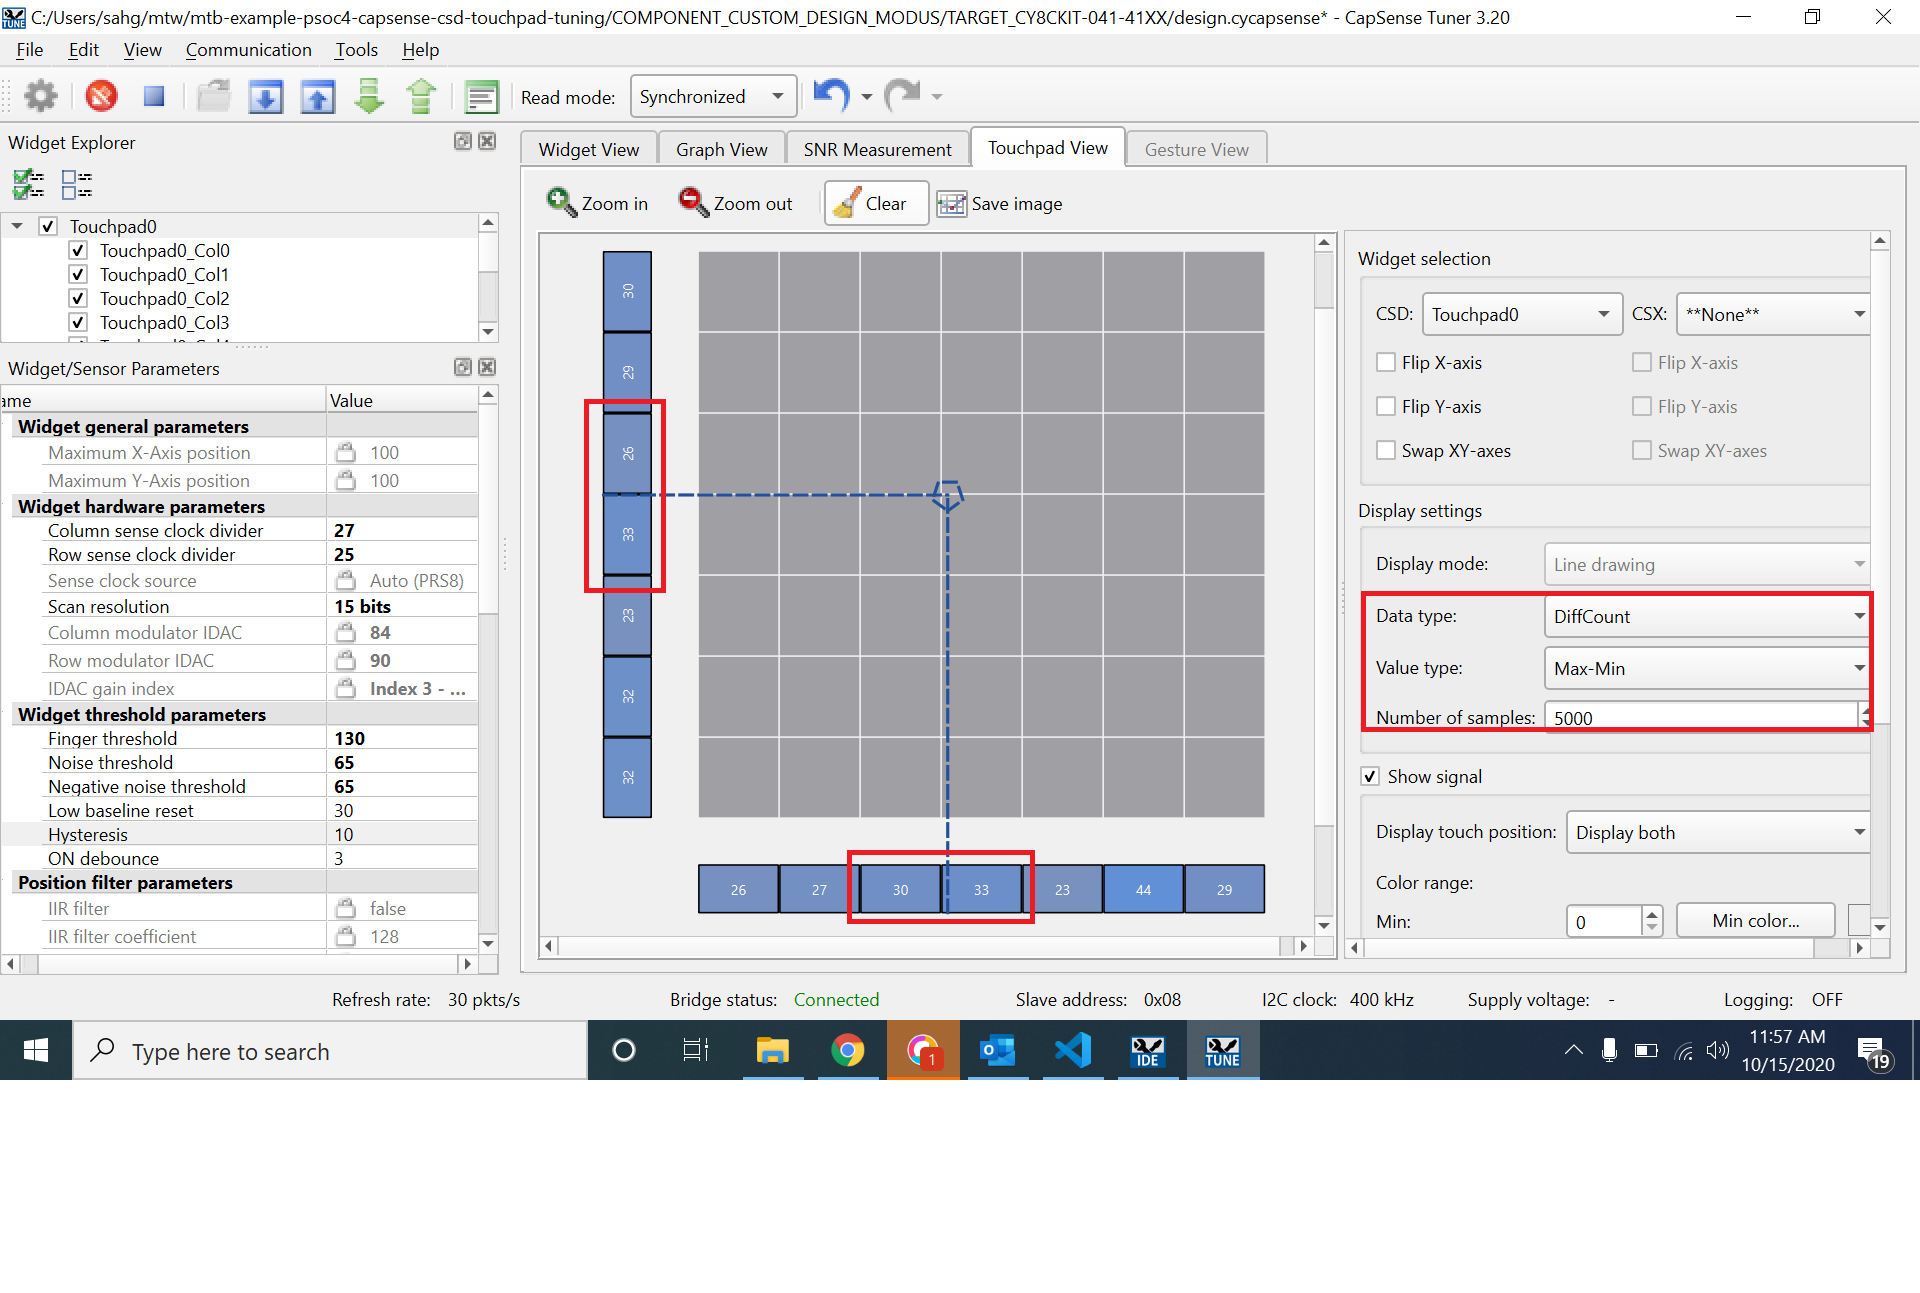 TUNE C:/Users/sahg/mtw/mtb-example-psoc4-capsense-csd-touchpad-tuning/COMPONENT_CUSTOM_DESIGN_MODUS/TARGET_CY8CKIT-041-41XX/design.cycapsense* - CapSense Tuner 3.20
File Edit View Communication Tools Help
Read mode: Synchronized
Widget Explorer
Touchpad0
Touchpad0_Col0
Touchpad0_Col1
Touchpad0_Col2
Touchpad0_Col3
Widget/Sensor Parameters
ame Value
Widget general parameters
Maximum X-Axis position 100
Maximum Y-Axis position 100
Widget hardware parameters
Column sense clock divider 27
Row sense clock divider 25
Sense clock source Auto (PRS8)
Scan resolution 15 bits
Column modulator IDAC 84
Row modulator IDAC 90
IDAC gain index Index 3 - ...
Widget threshold parameters
Finger threshold 130
Noise threshold 65
Negative noise threshold 65
Low baseline reset 30
Hysteresis 10
ON debounce 3
Position filter parameters
IIR filter false
IIR filter coefficient 128
Widget View Graph View SNR Measurement Touchpad View Gesture View
Zoom in Zoom out Clear Save image
30
29
26
33
23
32
32
26 27 30 33 23 44 29
Widget selection
CSD: Touchpad0 CSX: **None**
Flip X-axis Flip X-axis
Flip Y-axis Flip Y-axis
Swap XY-axes Swap XY-axes
Display settings
Display mode: Line drawing
Data type: DiffCount
Value type: Max-Min
Number of samples: 5000
Show signal
Display touch position: Display both
Color range:
Min: 0 Min color...
Refresh rate: 30 pkts/s Bridge status: Connected Slave address: 0x08 I2C clock: 400 kHz Supply voltage: - Logging: OFF
Type here to search
1
IDE
TUNE
11:57 AM
10/15/2020
19